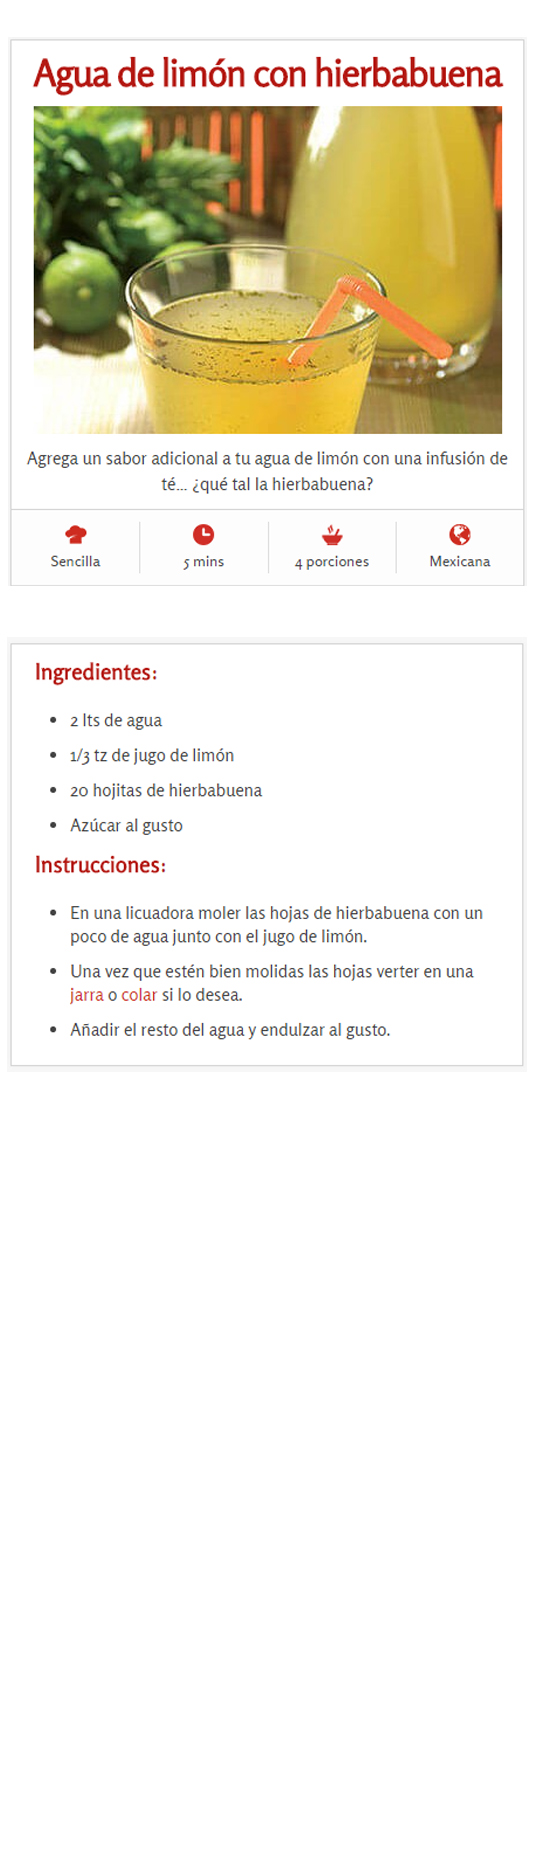 Agua de limón con hierbabuena
Agrega un sabor adicional a tu agua de limón con una infusión de
té... ¿qué tal la hierbabuena?
Sencilla
5 mins
4 porciones
Mexicana
Ingredientes:
• 2 lts de agua
• 1/3 tz de jugo de limón
• 20 hojitas de hierbabuena
• Azúcar al gusto
Instrucciones:
• En una licuadora moler las hojas de hierbabuena con un
poco de agua junto con el jugo de limón.
• Una vez que estén bien molidas las hojas verter en una
jarra o colar si lo desea.
• Añadir el resto del agua y endulzar al gusto.